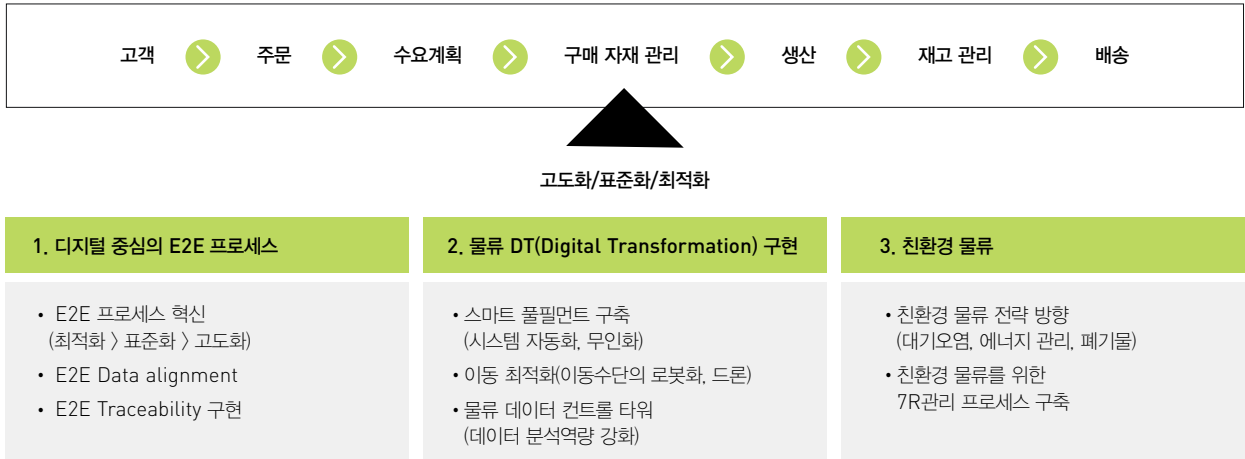 고객 주문 수요계획 구매 자재 관리 생산 재고 관리 배송
고도화/표준화/최적화
1. 디지털 중심의 E2E 프로세스
• E2E 프로세스 혁신
(최적화 > 표준화 > 고도화)
• E2E Data alignment
• E2E Traceability 구현
2. 물류 DT(Digital Transformation) 구현
• 스마트 풀필먼트 구축
(시스템 자동화, 무인화)
• 이동 최적화(이동수단의 로봇화, 드론)
• 물류 데이터 컨트롤 타워
(데이터 분석역량 강화)
3. 친환경 물류
• 친환경 물류 전략 방향
(대기오염, 에너지 관리, 폐기물)
• 친환경 물류를 위한
7R관리 프로세스 구축